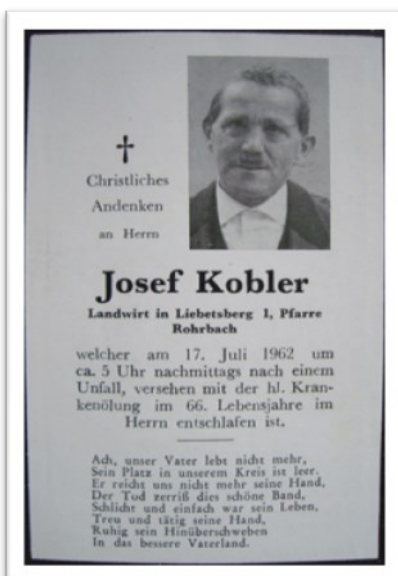 Christliches
Andenken
an Herrn
Josef Kobler
Landwirt in Liebetsberg 1, Pfarre
Rohrbach
welcher am 17. Juli 1962 um
ca. 5 Uhr nachmittags nach einem
Unfall, versehen mit der hl. Kran-
kenölung im 66. Lebensjahre im
Herrn entschlafen ist.
Ach, unser Vater lebt nicht mehr,
Sein Platz in unserem Kreis ist leer.
Er reicht uns nicht mehr seine Hand,
Der Tod zerriß dies schöne Band,
Schlicht und einfach war sein Leben,
Treu und tätig seine Hand,
Ruhig sein Hinüberschweben
In das bessere Vaterland.